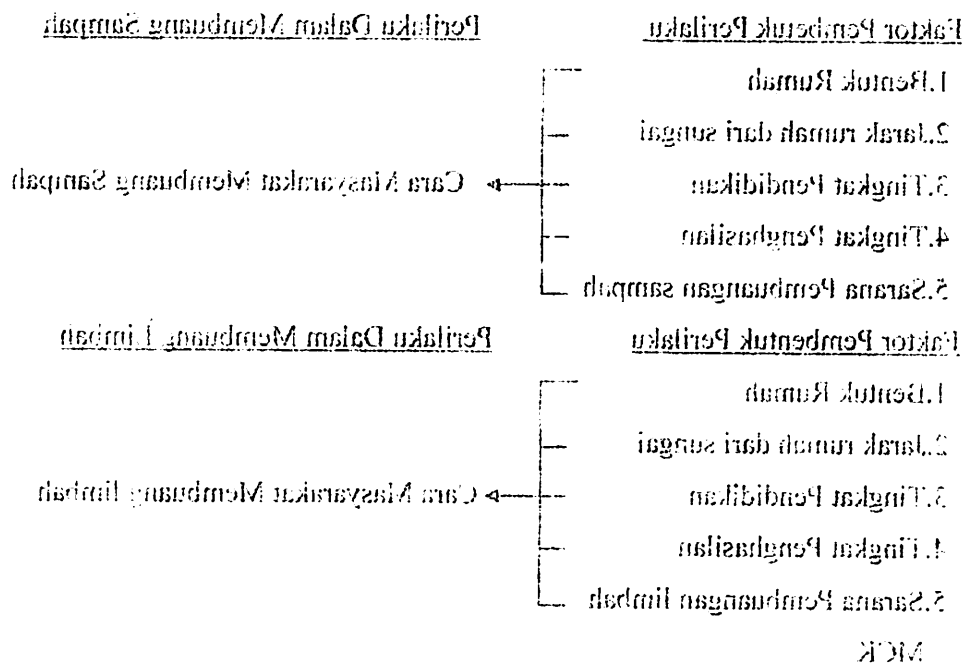 Faktor Pembetuk Perilaku Perilaku Dalam Membuang Sampah
1.Bentuk Rumah
2.Jarak rumah dari sungai
3.Tingkat Pendidikan Cara Masyarakat Membuang Sampah
4.Tingkat Penghasilan
5.Sarana Pembuangan sampah
Faktor Pembentuk Perilaku Perilaku Dalam Membuang Limbah
1.Bentuk Rumah
2.Jarak rumah dari sungai
3.Tingkat Pendidikan Cara Masyarakat Membuang limbah
4.Tingkat Penghasilan
5.Sarana Pembuangan limbah
MCK